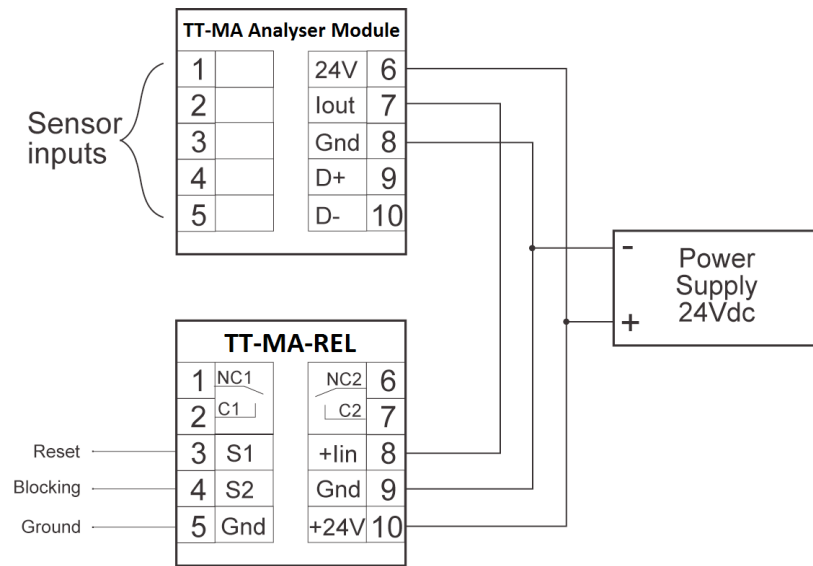 TT-MA Analyser Module
1 24V 6
2 Iout 7
3 Gnd 8
4 D+ 9
5 D- 10
Sensor
inputs
Power
Supply
24Vdc
-
+
TT-MA-REL
1 NC1 NC2 6
2 C1 C2 7
Reset 3 S1 +Iin 8
Blocking 4 S2 Gnd 9
Ground 5 Gnd +24V 10